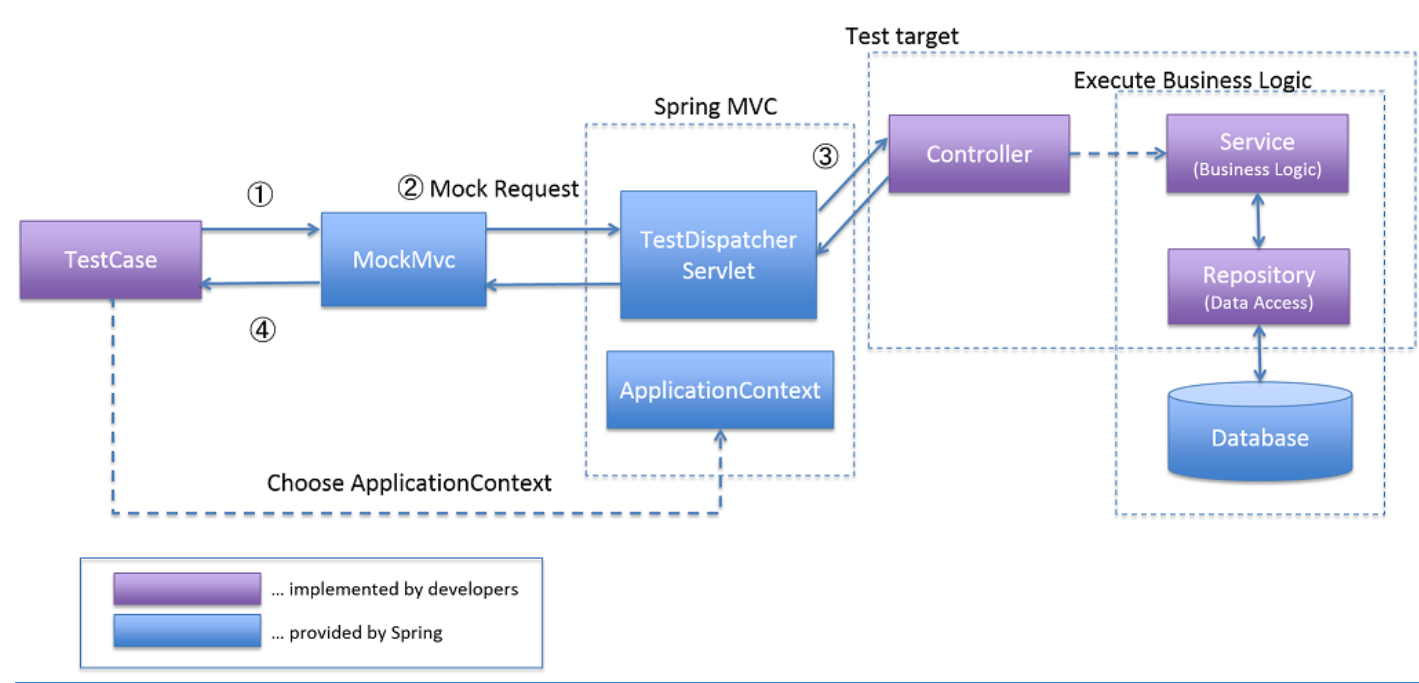 Test target
Execute Business Logic
Spring MVC
Controller
Service
(Business Logic)
③
① 
② Mock Request
TestCase
MockMvc
TestDispatcher
Servlet
Repository
(Data Access)
④
ApplicationContext
Database
Choose ApplicationContext
... implemented by developers
... provided by Spring